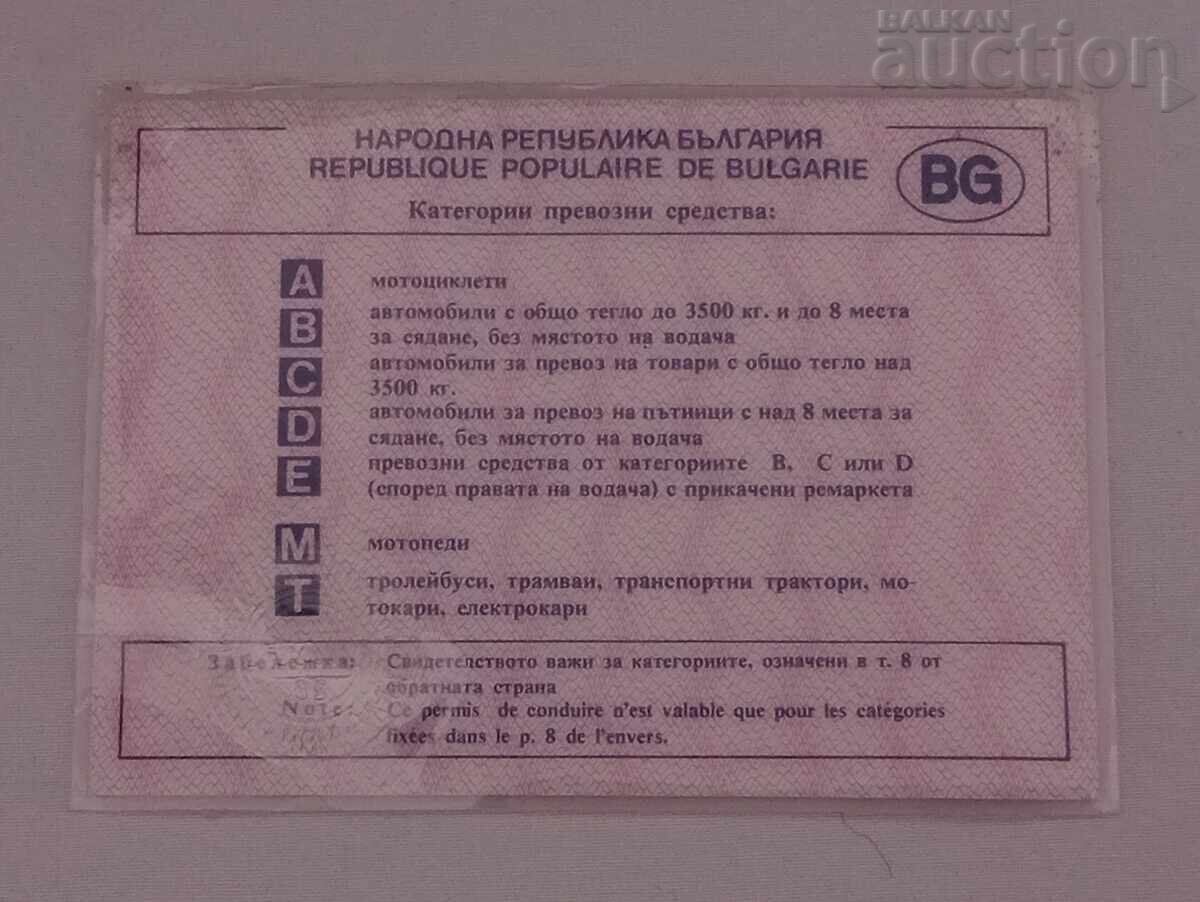 BALKAN
auction
НАРОДНА РЕПУБЛИКА БЪЛГАРИЯ
REPUBLIQUE POPULAIRE DE BULGARIE
BG
Категории превозни средства:
A мотоциклети
B автомобили с общо тегло до 3500 кг. и до 8 места
за сядане, без мястото на водача
C автомобили за превоз на товари с общо тегло над
3500 кг.
D автомобили за превоз на пътници с над 8 места за
сядане, без мястото на водача
E превозни средства от категориите B, C или D
(според правата на водача) с прикачени ремаркета
M мотопеди
T тролейбуси, трамваи, транспортни трактори, мо-
токари, електрокари
Забележка: Свидетелството важи за категориите, означени в т. 8 от
обратната страна
Note: Ce permis de conduire n'est valable que pour les catégories
fixées dans le p. 8 de l'envers.